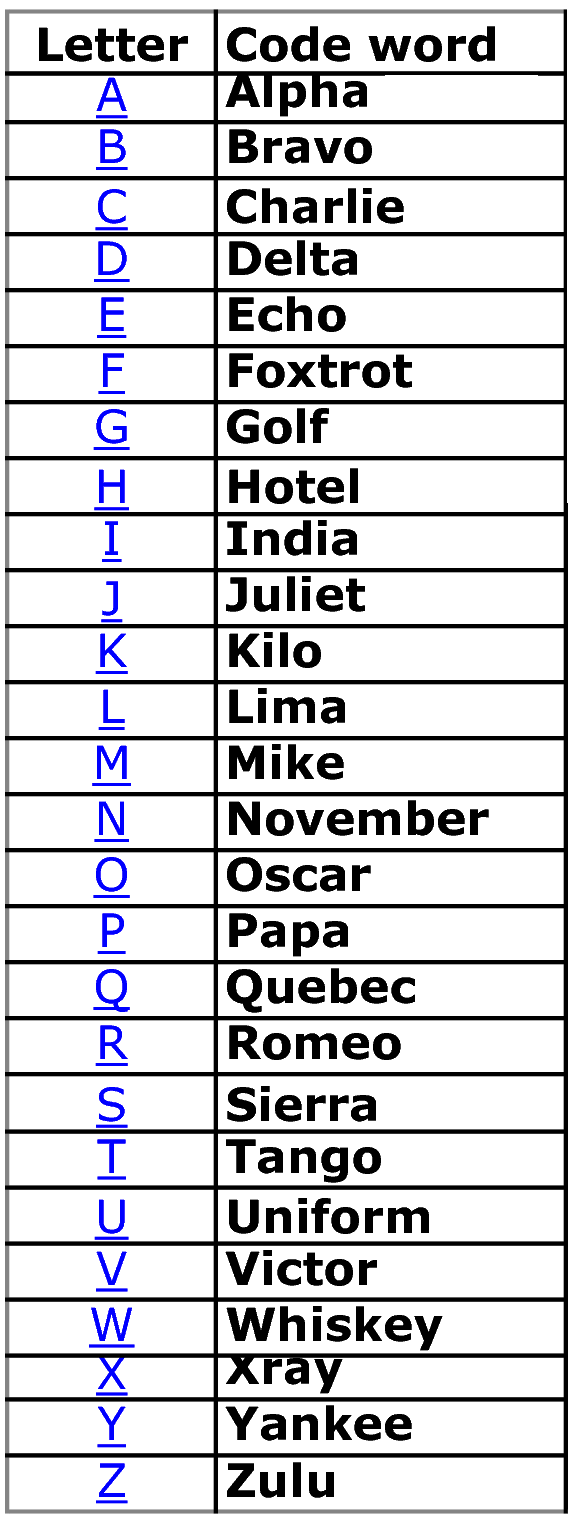 Letter Code word
A Alpha
B Bravo
C Charlie
D Delta
E Echo
F Foxtrot
G Golf
H Hotel
I India
J Juliet
K Kilo
L Lima
M Mike
N November
O Oscar
P Papa
Q Quebec
R Romeo
S Sierra
T Tango
U Uniform
V Victor
W Whiskey
X Xray
Y Yankee
Z Zulu